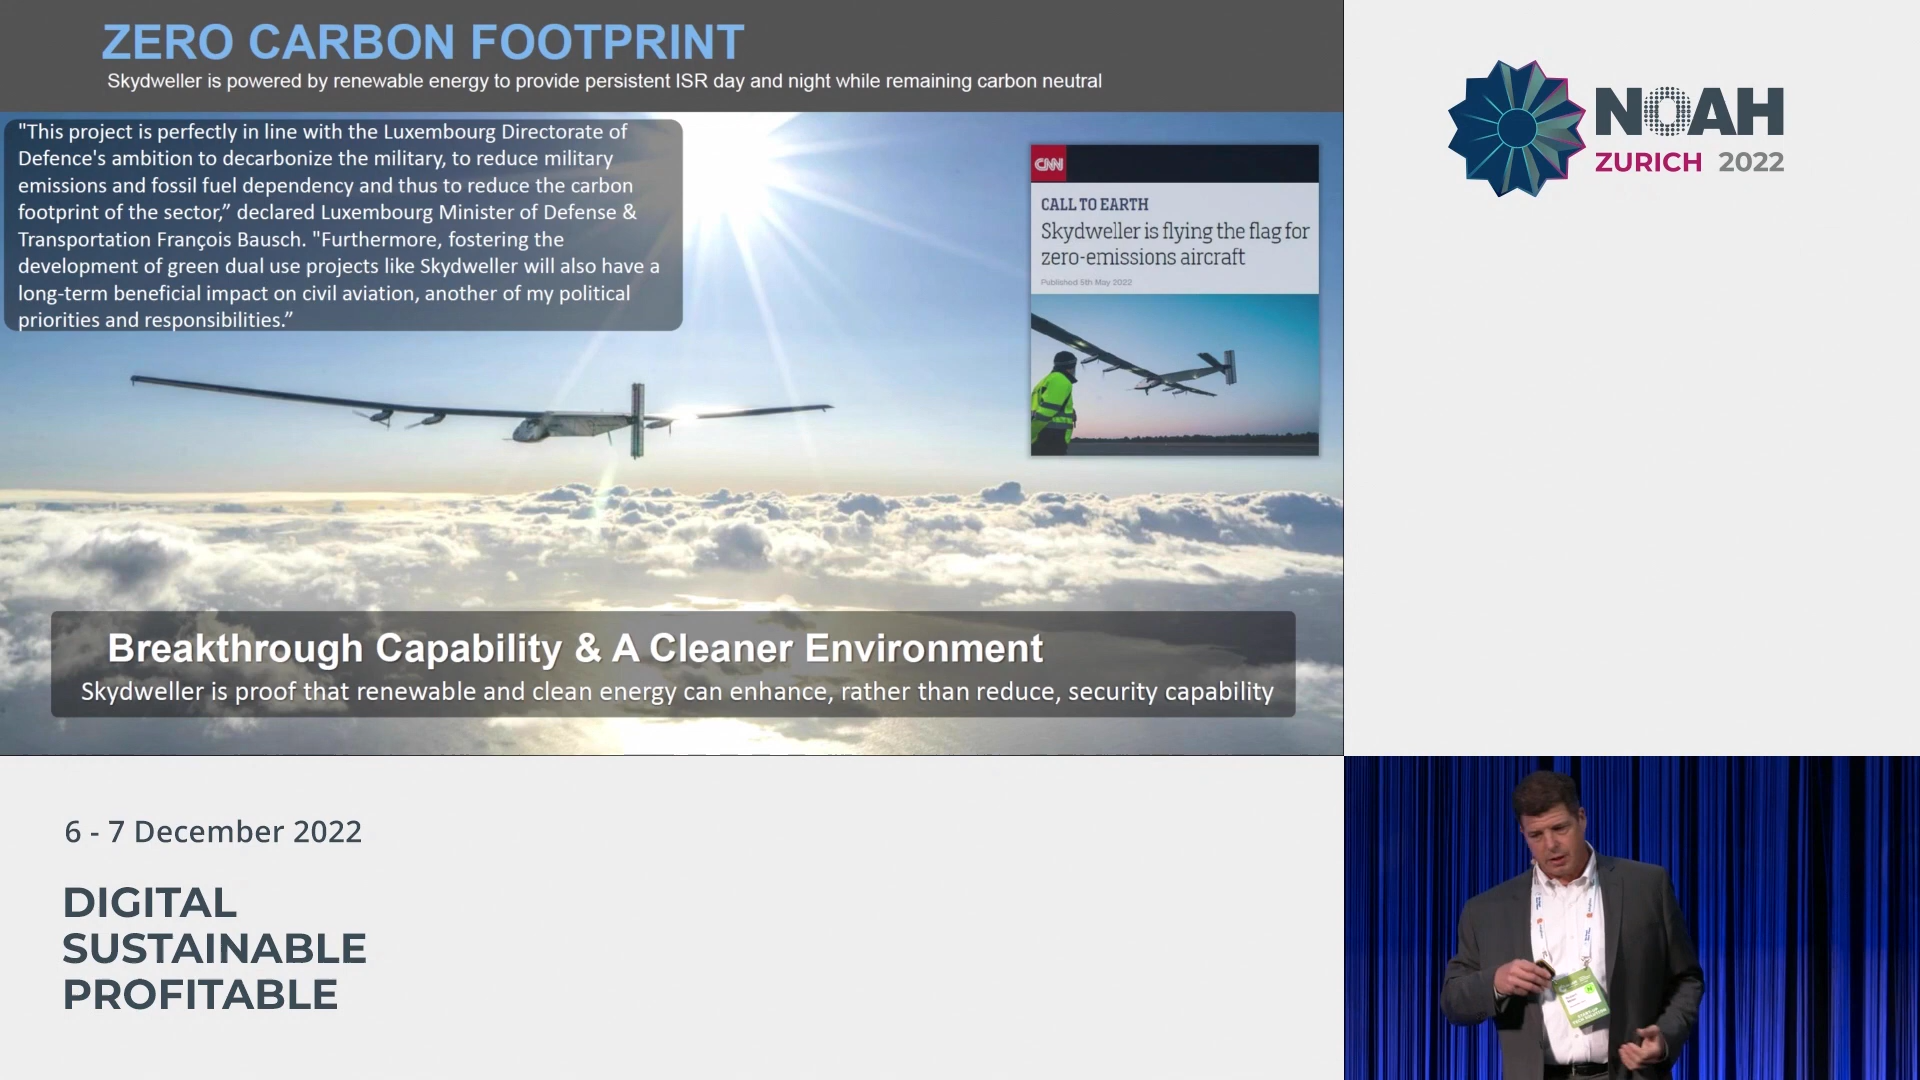 ZERO CARBON FOOTPRINT
Skydweller is powered by renewable energy to provide persistent ISR day and night while remaining carbon neutral
"This project is perfectly in line with the Luxembourg Directorate of
Defence's ambition to decarbonize the military, to reduce military
emissions and fossil fuel dependency and thus to reduce the carbon
footprint of the sector,” declared Luxembourg Minister of Defense &
Transportation François Bausch. "Furthermore, fostering the
development of green dual use projects like Skydweller will also have a
long-term beneficial impact on civil aviation, another of my political
priorities and responsibilities.”
CNN
CALL TO EARTH
Skydweller is flying the flag for
zero-emissions aircraft
Published 5th May 2022
Breakthrough Capability & A Cleaner Environment
Skydweller is proof that renewable and clean energy can enhance, rather than reduce, security capability
NOAH
ZURICH 2022
6 - 7 December 2022
DIGITAL
SUSTAINABLE
PROFITABLE